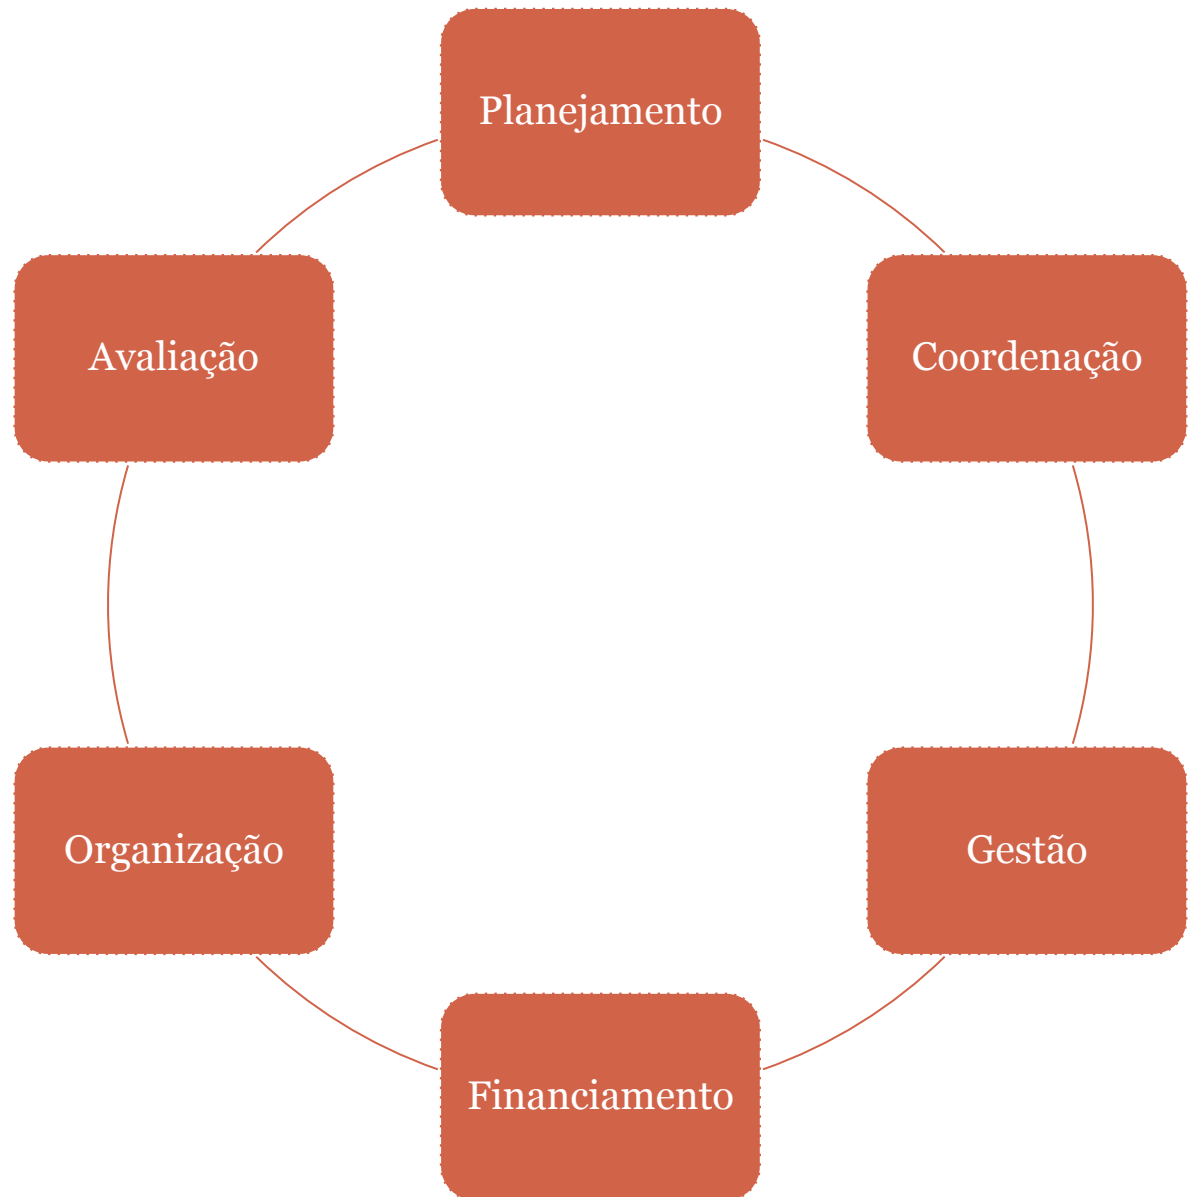 Planejamento
Avaliação
Coordenação
Organização
Gestão
Financiamento